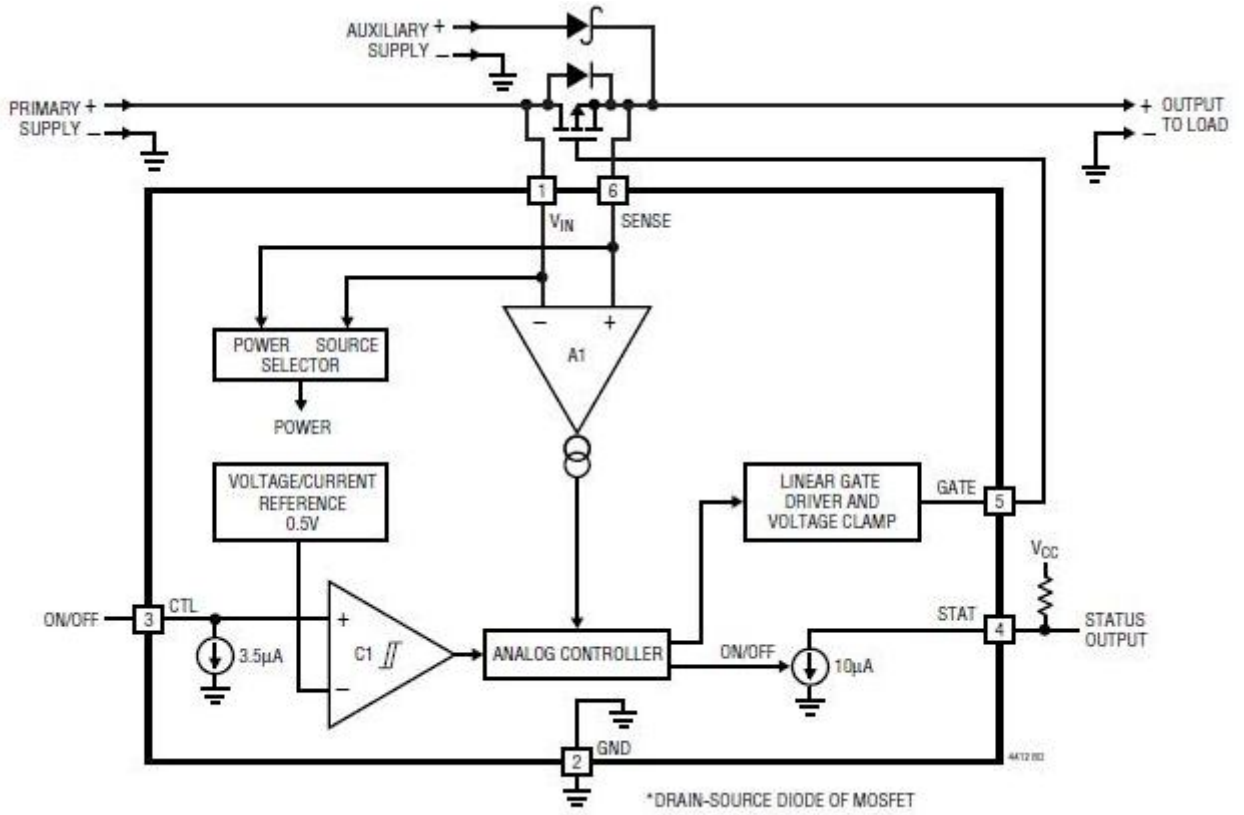 AUXILIARY +
SUPPLY –
PRIMARY +
SUPPLY –
+ OUTPUT
– TO LOAD
1
6
VIN
SENSE
– +
A1
POWER SOURCE
SELECTOR
POWER
VOLTAGE/CURRENT
REFERENCE
0.5V
LINEAR GATE
DRIVER AND
VOLTAGE CLAMP
GATE
5
VCC
ON/OFF
3
CTL
+
C1
–
3.5µA
ANALOG CONTROLLER
ON/OFF
10µA
STAT
4
STATUS
OUTPUT
2
GND
4412 BD
*DRAIN-SOURCE DIODE OF MOSFET